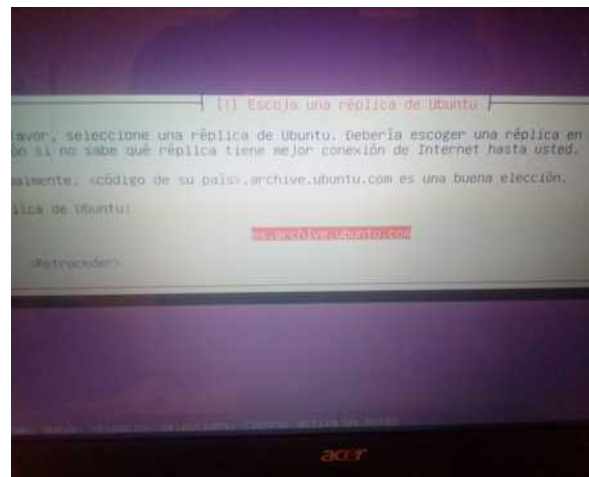 [!] Escoja una réplica de Ubuntu
avor, seleccione una réplica de Ubuntu. Debería escoger una réplica en
ón si no sabe qué réplica tiene mejor conexión de Internet hasta usted.
malmente, <código de su país>.archive.ubuntu.com es una buena elección.
lica de Ubuntu:
es.archive.ubuntu.com
<Retroceder>
acer